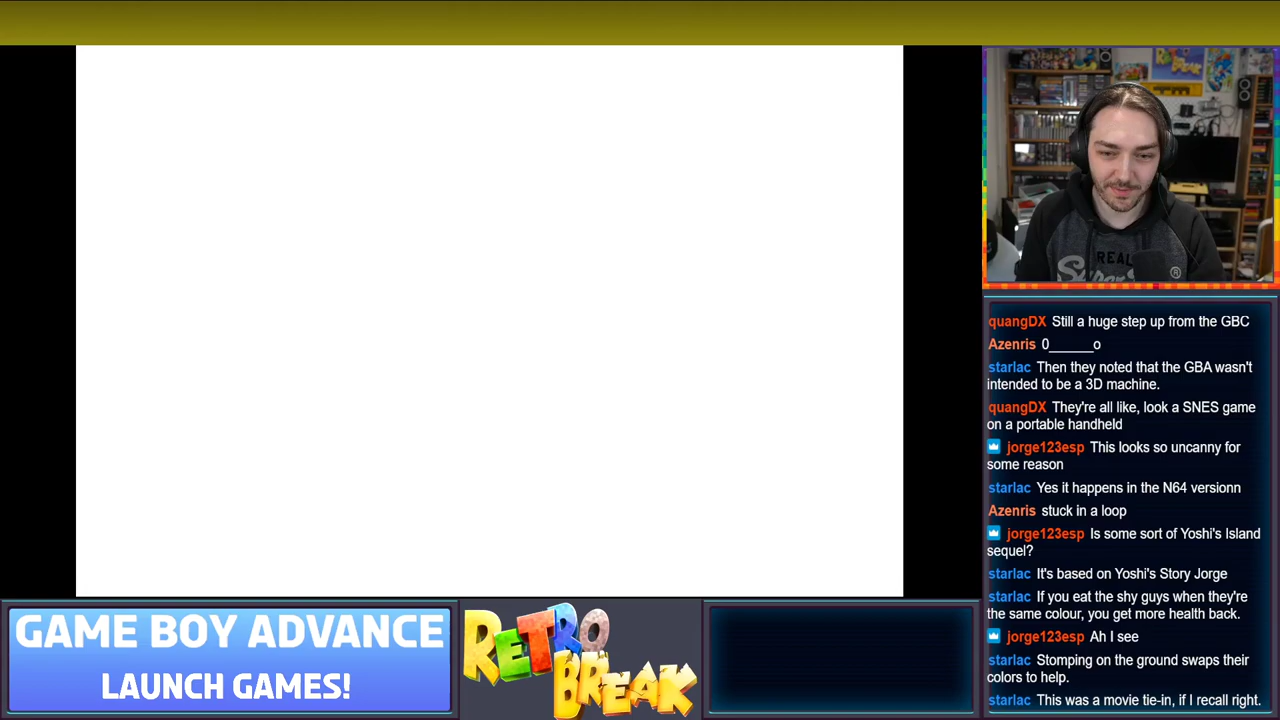 REAL
Super
®
quangDX Still a huge step up from the GBC
Azenris 0______o
starlac Then they noted that the GBA wasn't
intended to be a 3D machine.
quangDX They're all like, look a SNES game
on a portable handheld
jorge123esp This looks so uncanny for
some reason
starlac Yes it happens in the N64 versionn
Azenris stuck in a loop
jorge123esp Is some sort of Yoshi's Island
sequel?
starlac It's based on Yoshi's Story Jorge
starlac If you eat the shy guys when they're
the same colour, you get more health back.
jorge123esp Ah I see
starlac Stomping on the ground swaps their
colors to help.
starlac This was a movie tie-in, if I recall right.
GAME BOY ADVANCE
LAUNCH GAMES!
RETRO
BREAK